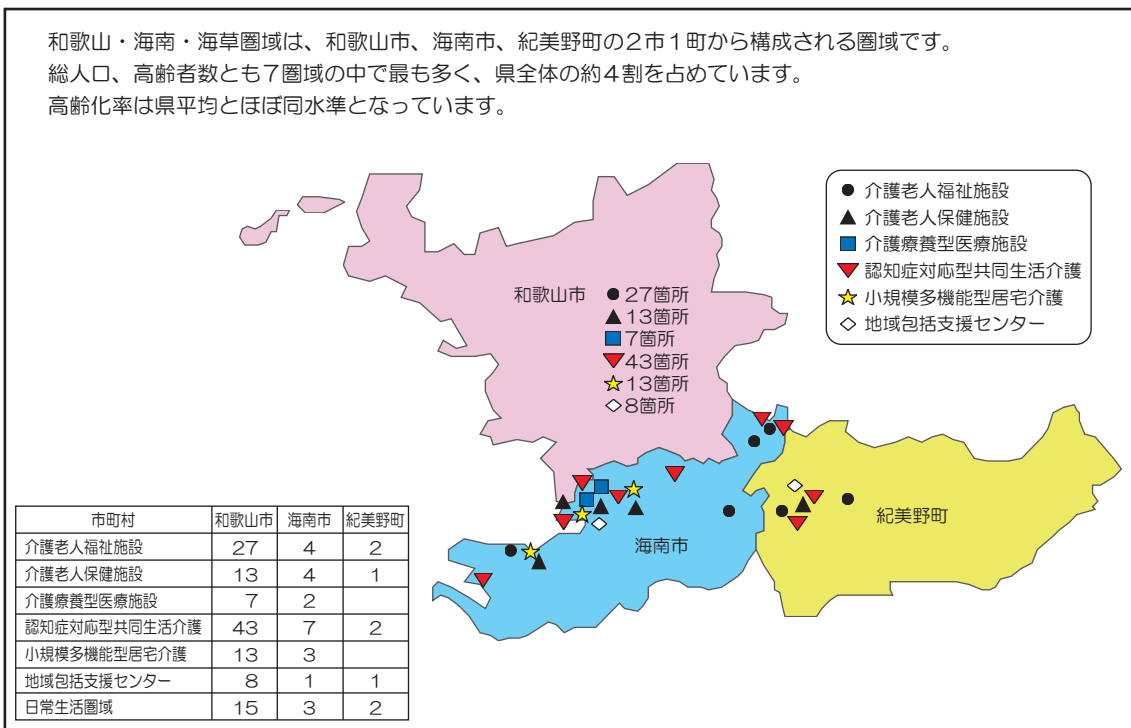 和歌山・海南・海草圏域は、和歌山市、海南市、紀美野町の2市1町から構成される圏域です。
総人口、高齢者数とも7圏域の中で最も多く、県全体の約4割を占めています。
高齢化率は県平均とほぼ同水準となっています。
● 介護老人福祉施設
▲ 介護老人保健施設
■ 介護療養型医療施設
▼ 認知症対応型共同生活介護
☆ 小規模多機能型居宅介護
◇ 地域包括支援センター
和歌山市 ● 27箇所
▲ 13箇所
■ 7箇所
▼ 43箇所
☆ 13箇所
◇ 8箇所
紀美野町
海南市
市町村 和歌山市 海南市 紀美野町
介護老人福祉施設 27 4 2
介護老人保健施設 13 4 1
介護療養型医療施設 7 2
認知症対応型共同生活介護 43 7 2
小規模多機能型居宅介護 13 3
地域包括支援センター 8 1 1
日常生活圏域 15 3 2